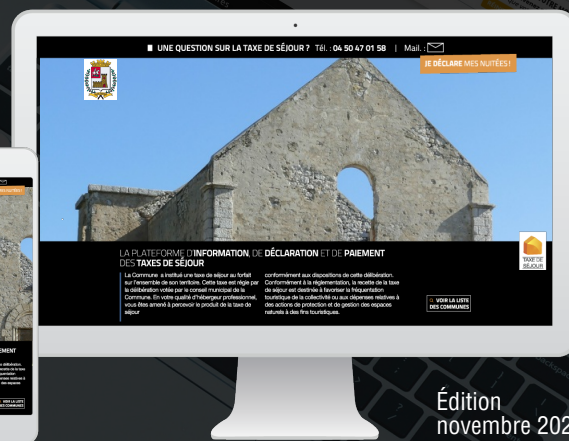 UNE QUESTION SUR LA TAXE DE SÉJOUR ? Tél. : 04 50 47 01 58 | Mail. :
JE DÉCLARE MES NUITÉES !
LA PLATEFORME D'INFORMATION, DE DÉCLARATION ET DE PAIEMENT
DES TAXES DE SÉJOUR
La Commune a institué une taxe de séjour au forfait
sur l'ensemble de son territoire. Cette taxe est régie par
la délibération votée par le conseil municipal de la
Commune. En votre qualité d'hébergeur professionnel,
vous êtes amené à percevoir le produit de la taxe de
séjour
conformément aux dispositions de cette délibération.
Conformément à la réglementation, la recette de la taxe
de séjour est destinée à favoriser la fréquentation
touristique de la collectivité ou aux dépenses relatives à
des actions de protection et de gestion des espaces
naturels à des fins touristiques.
VOIR LA LISTE
DES COMMUNES
TAXE DE
SÉJOUR
VOIR LA LISTE
DES COMMUNES
Édition
novembre 202